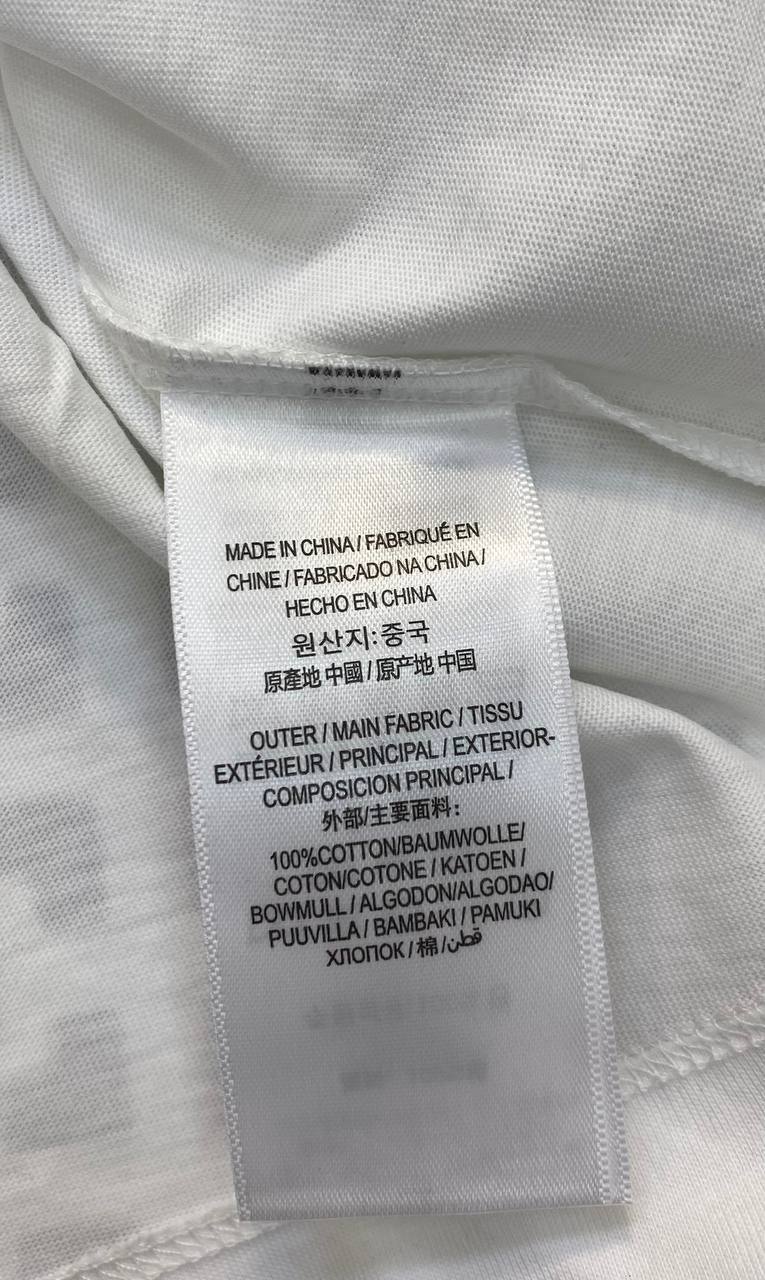 MADE IN CHINA / FABRIQUÉ EN
CHINE / FABRICADO NA CHINA /
HECHO EN CHINA
원산지:중국
原產地 中國 / 原产地 中国
OUTER / MAIN FABRIC / TISSU
EXTÉRIEUR / PRINCIPAL / EXTERIOR-
COMPOSICION PRINCIPAL /
外部/主要面料:
100%COTTON/BAUMWOLLE/
COTON/COTONE / KATOEN /
BOWMULL / ALGODON/ALGODAO/
PUUVILLA / BAMBAKI / PAMUKI
ХЛОПОК / 棉 /قطن